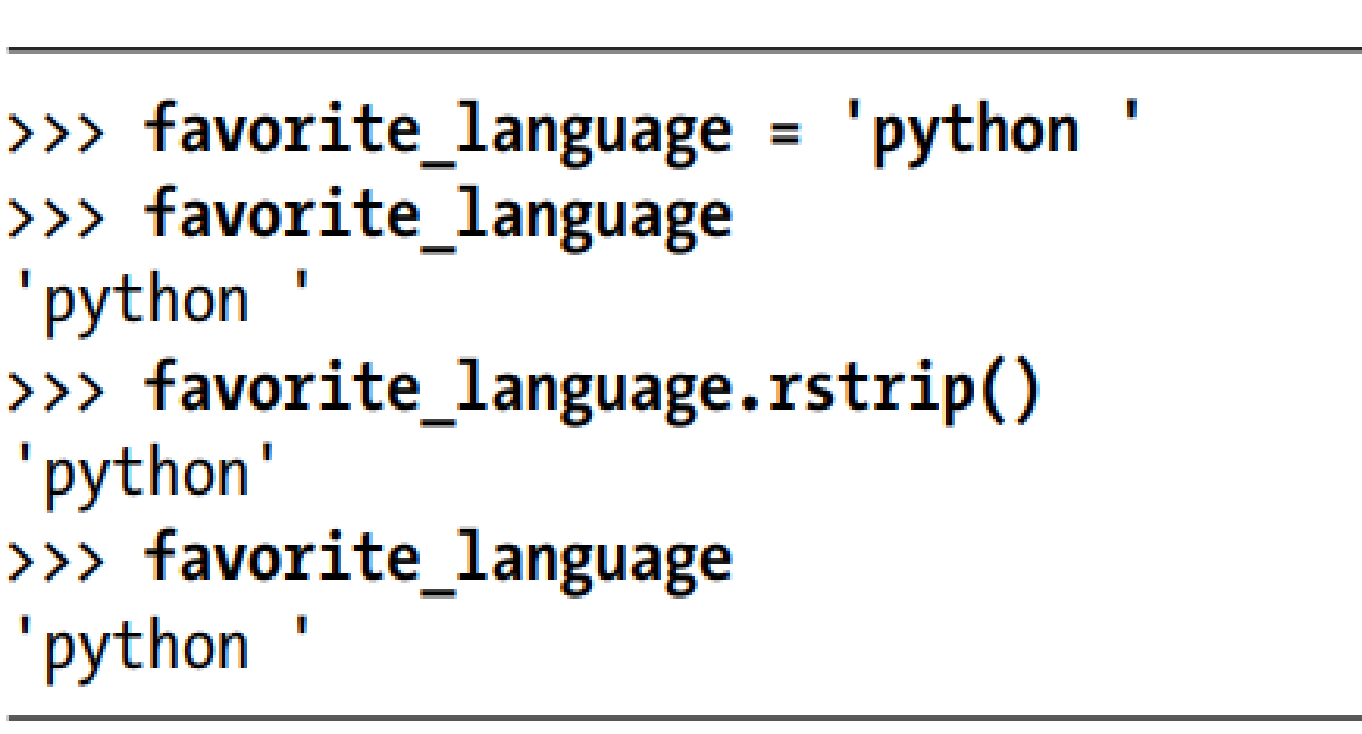 >>> favorite_language = 'python '
>>> favorite_language
'python '
>>> favorite_language.rstrip()
'python'
>>> favorite_language
'python '